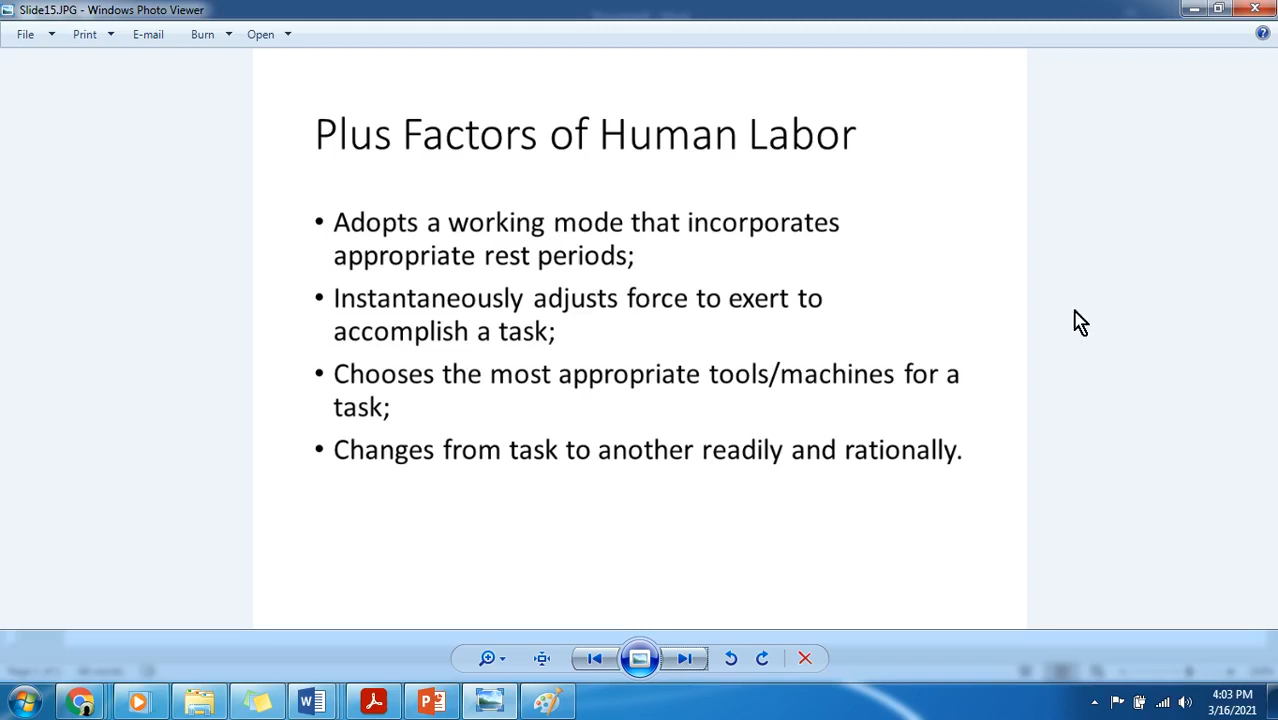 Slide15.JPG - Windows Photo Viewer
File Print E-mail Burn Open
Plus Factors of Human Labor
• Adopts a working mode that incorporates
appropriate rest periods;
• Instantaneously adjusts force to exert to
accomplish a task;
• Chooses the most appropriate tools/machines for a
task;
• Changes from task to another readily and rationally.
4:03 PM
3/16/2021